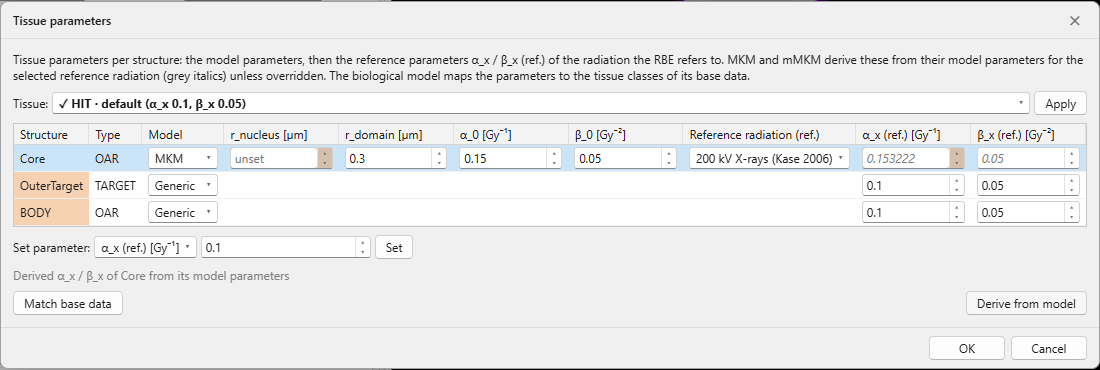 Tissue parameters
Tissue parameters per structure: the model parameters, then the reference parameters α_x / β_x (ref.) of the radiation the RBE refers to. MKM and mMKM derive these from their model parameters for the
selected reference radiation (grey italics) unless overridden. The biological model maps the parameters to the tissue classes of its base data.
Tissue: ✓ HIT · default (α_x 0.1, β_x 0.05) Apply
Structure Type Model r_nucleus [µm] r_domain [µm] α_0 [Gy⁻¹] β_0 [Gy⁻²] Reference radiation (ref.) α_x (ref.) [Gy⁻¹] β_x (ref.) [Gy⁻²]
Core OAR MKM unset 0.3 0.15 0.05 200 kV X-rays (Kase 2006) 0.153222 0.05
OuterTarget TARGET Generic 0.1 0.05
BODY OAR Generic 0.1 0.05
Set parameter: α_x (ref.) [Gy⁻¹] 0.1 Set
Derived α_x / β_x of Core from its model parameters
Match base data Derive from model
OK Cancel